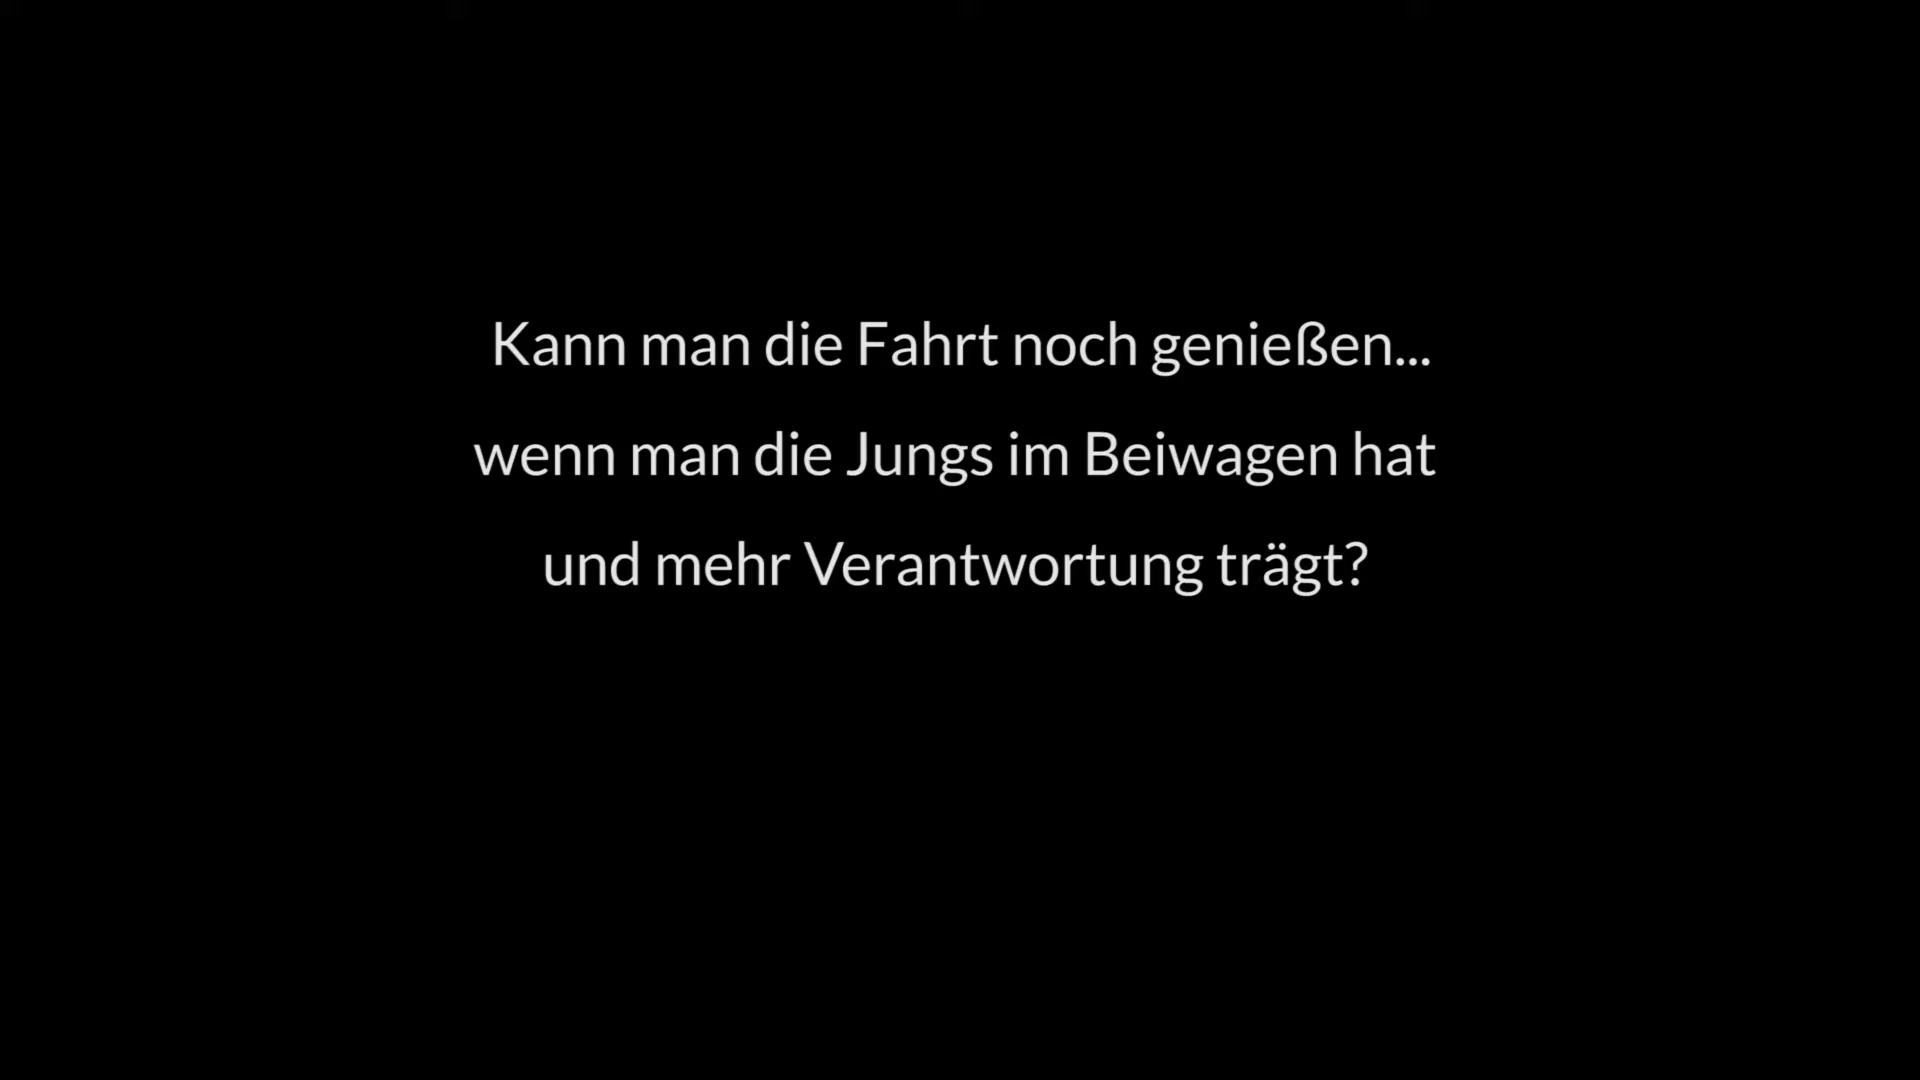 Kann man die Fahrt noch genießen...
wenn man die Jungs im Beiwagen hat
und mehr Verantwortung trägt?